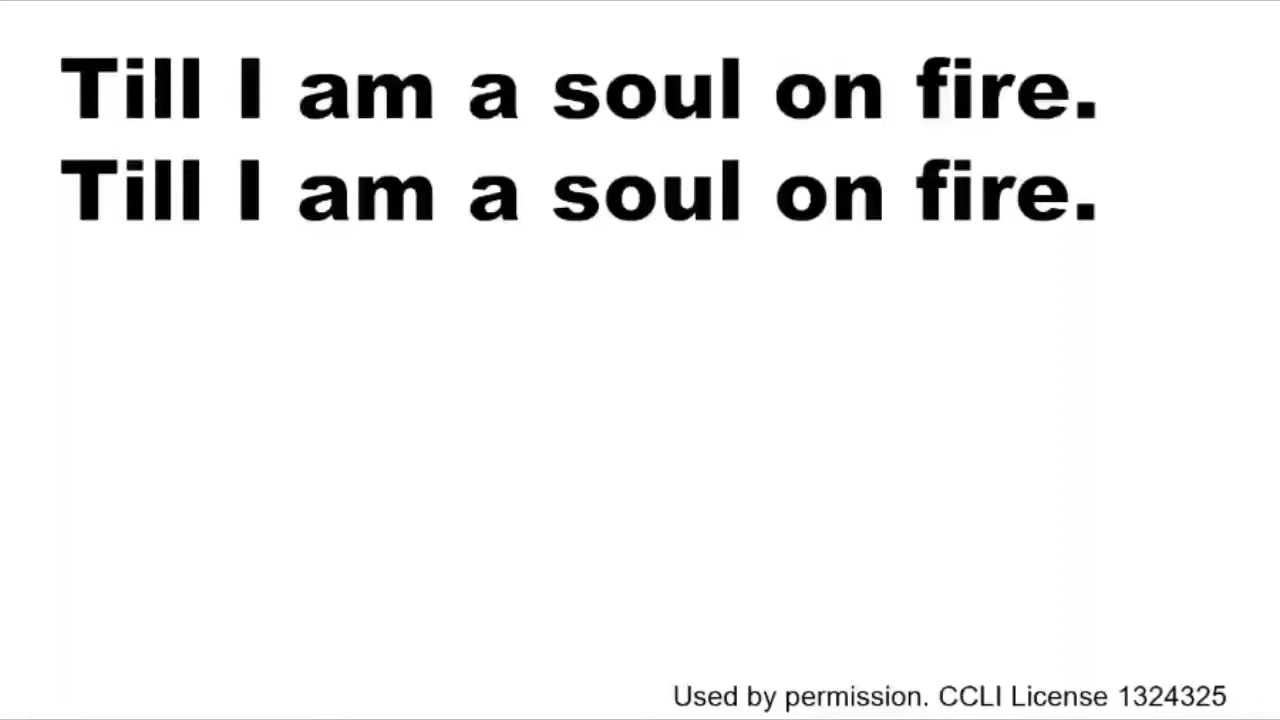 Till I am a soul on fire.
Till I am a soul on fire.
Used by permission. CCLI License 1324325